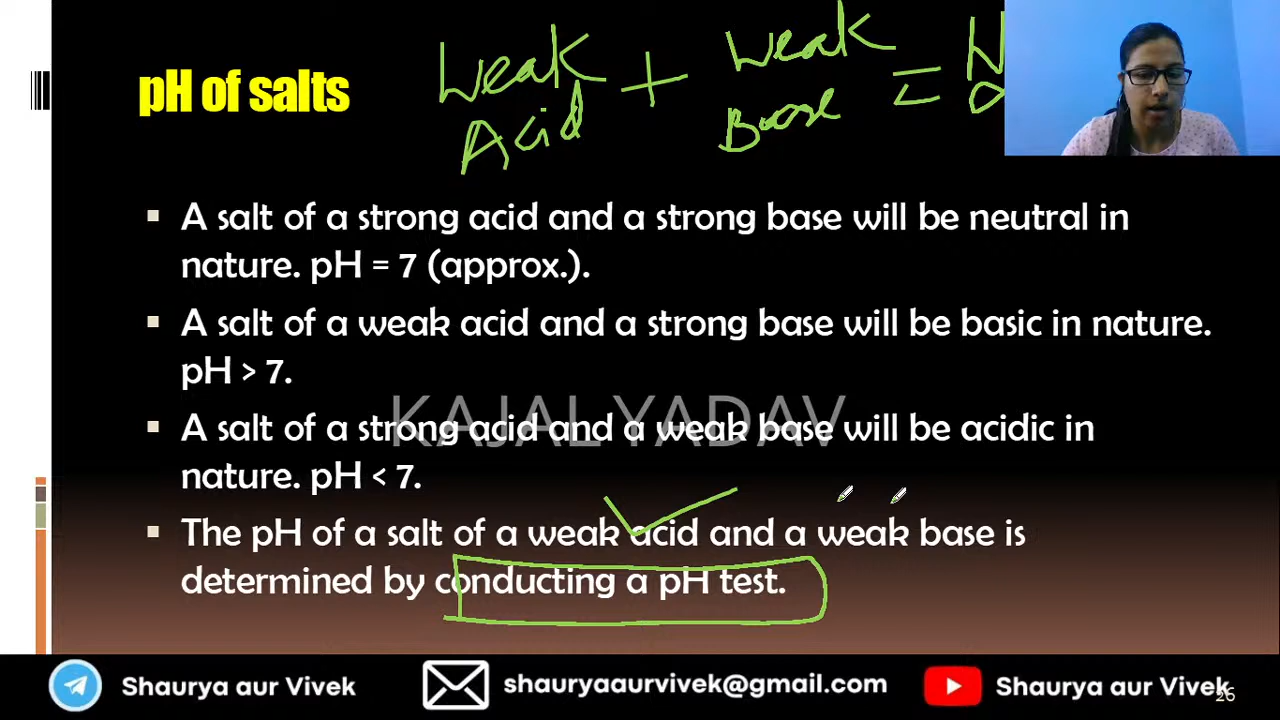 Weak + Weak =
Acid Base
pH of salts
A salt of a strong acid and a strong base will be neutral in
nature. pH = 7 (approx.).
A salt of a weak acid and a strong base will be basic in nature.
pH > 7.
KAJAL YADAV
A salt of a strong acid and a weak base will be acidic in
nature. pH < 7.
The pH of a salt of a weak acid and a weak base is
determined by conducting a pH test.
Shaurya aur Vivek
shauryaaurvivek@gmail.com
Shaurya aur Vivek
26